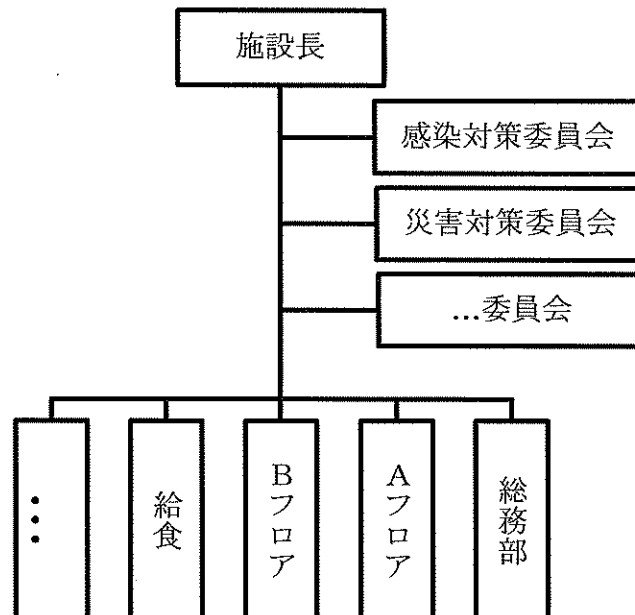 施設長
感染対策委員会
災害対策委員会
…委員会
総務部
Aフロア
Bフロア
給食
…